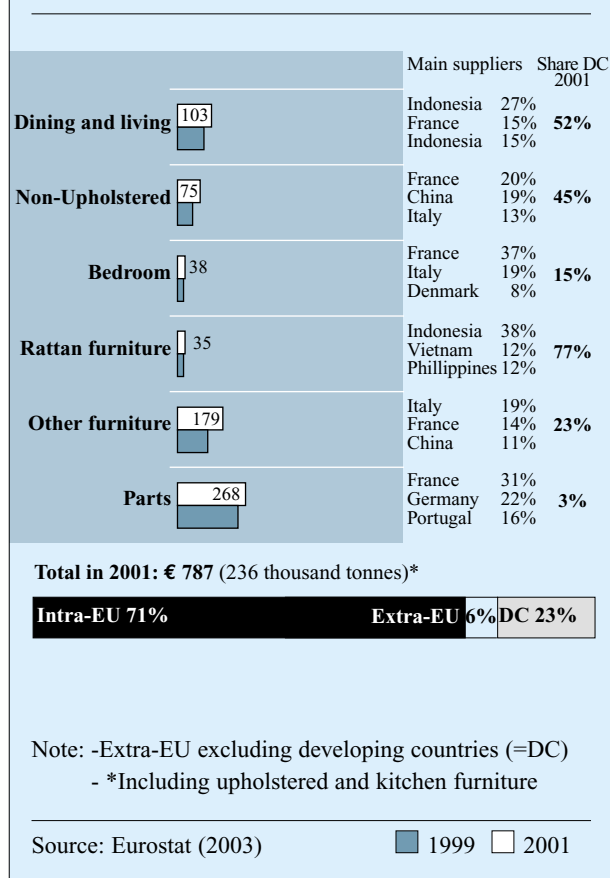 Main suppliers Share DC
2001
Dining and living 103 Indonesia 27% 52%
France 15%
Indonesia 15%
Non-Upholstered 75 France 20% 45%
China 19%
Italy 13%
Bedroom 38 France 37% 15%
Italy 19%
Denmark 8%
Rattan furniture 35 Indonesia 38% 77%
Vietnam 12%
Phillippines 12%
Other furniture 179 Italy 19% 23%
France 14%
China 11%
Parts 268 France 31% 3%
Germany 22%
Portugal 16%
Total in 2001: € 787 (236 thousand tonnes)*
Intra-EU 71% Extra-EU 6% DC 23%
Note: -Extra-EU excluding developing countries (=DC)
- *Including upholstered and kitchen furniture
Source: Eurostat (2003) 1999 2001